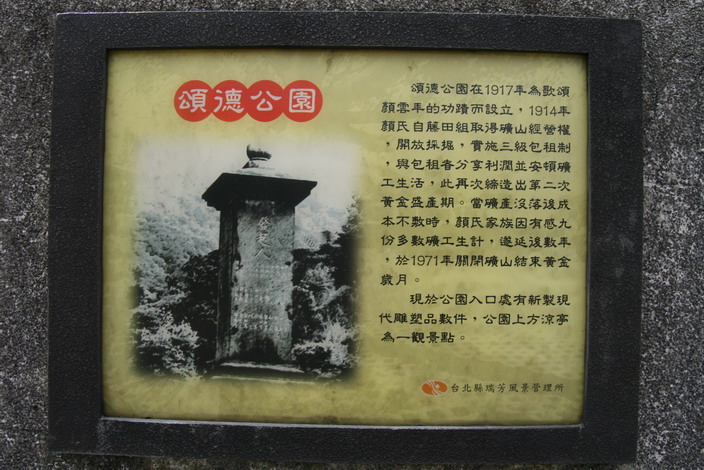 頌德公園
頌德公園在1917年為歌頌
顏雲年的功蹟而設立，1914年
顏氏自藤田組取得礦山經營權
，開放採掘，實施三級包租制
，與包租者分享利潤並安頓礦
工生活，此再次締造出第二次
黃金盛產期。當礦產沒落後成
本不敷時，顏氏家族因有感九
份多數礦工生計，遂延後數年
，於1971年關閉礦山結束黃金
歲月。
現於公園入口處有新製現
代雕塑品數件，公園上方涼亭
為一觀景點。
台北縣瑞芳風景管理所